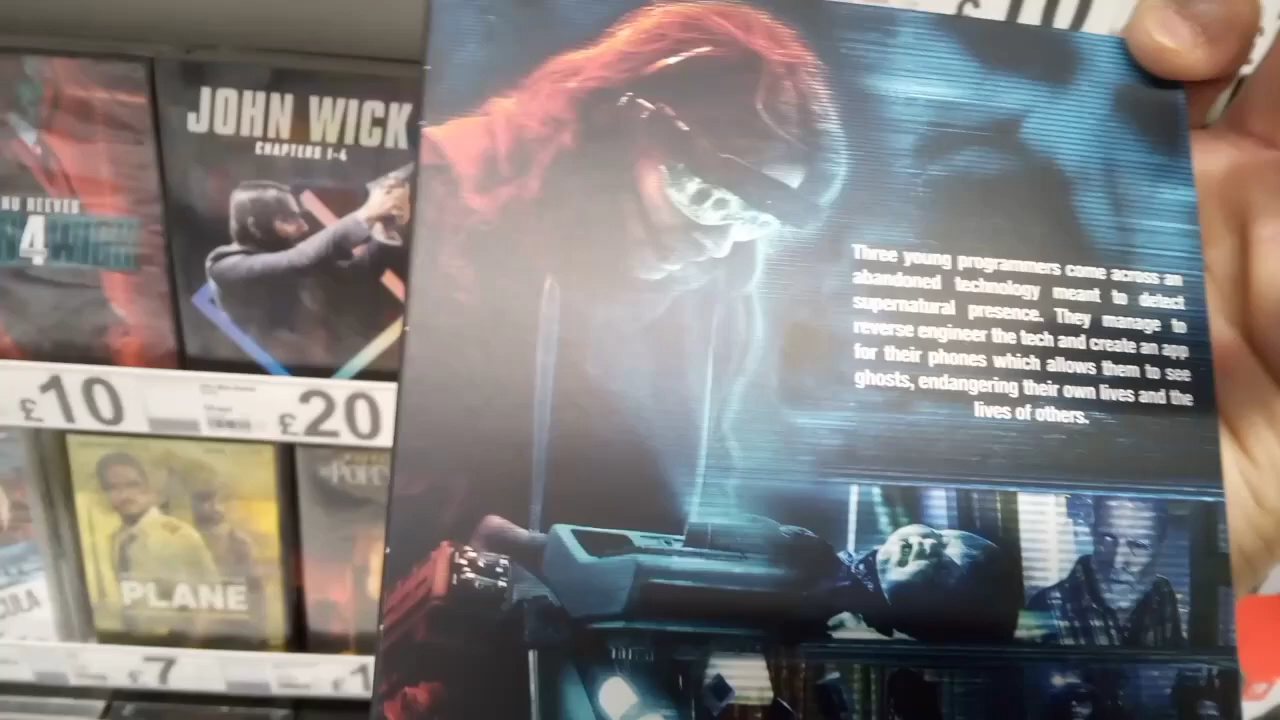 JOHN WICK
CHAPTERS 1-4
4
£10
£20
PLANE
7
£1
Three young programmers come across an
abandoned technology meant to detect
supernatural presence. They manage to
reverse engineer the tech and create an app
for their phones which allows them to see
ghosts, endangering their own lives and the
lives of others.